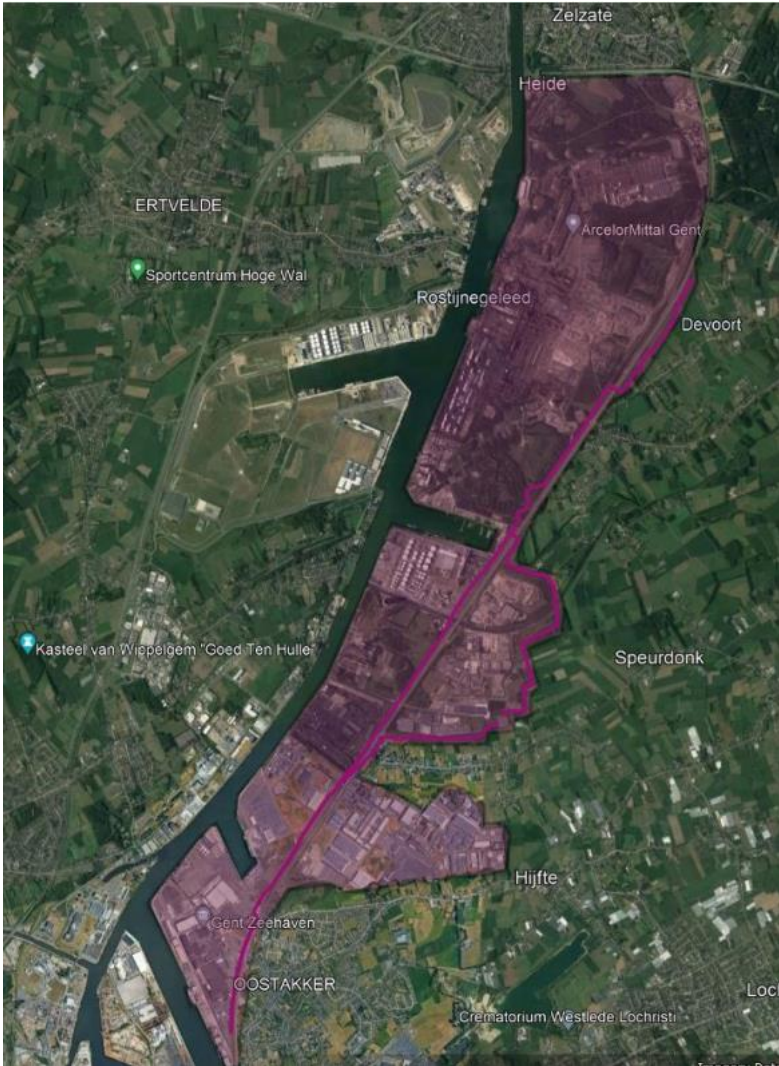 Zelzate
Heide
ERTVELDE
ArcelorMittal Gent
Sportcentrum Hoge Wal
Rostijnegeleed
Devoort
Kasteel van Wippelgem "Goed Ten Hulle"
Speurdonk
Hijfte
Gent Zeehaven
OOSTAKKER
Loc
Crematorium Westlede Lochristi